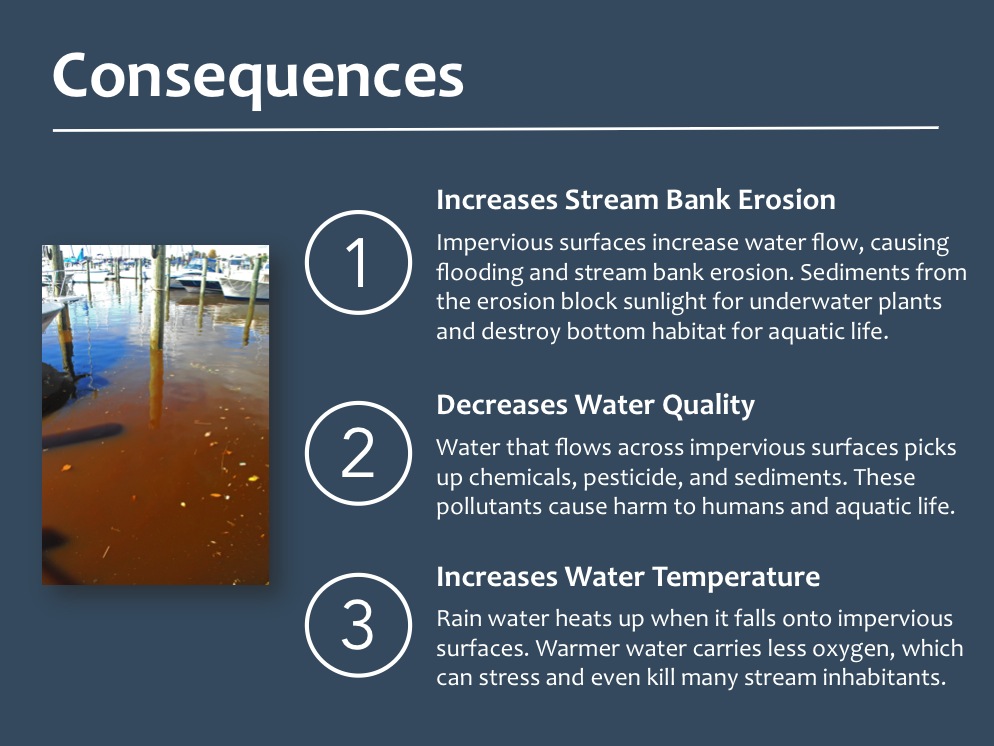 Consequences
1
Increases Stream Bank Erosion
Impervious surfaces increase water flow, causing
flooding and stream bank erosion. Sediments from
the erosion block sunlight for underwater plants
and destroy bottom habitat for aquatic life.
2
Decreases Water Quality
Water that flows across impervious surfaces picks
up chemicals, pesticide, and sediments. These
pollutants cause harm to humans and aquatic life.
3
Increases Water Temperature
Rain water heats up when it falls onto impervious
surfaces. Warmer water carries less oxygen, which
can stress and even kill many stream inhabitants.